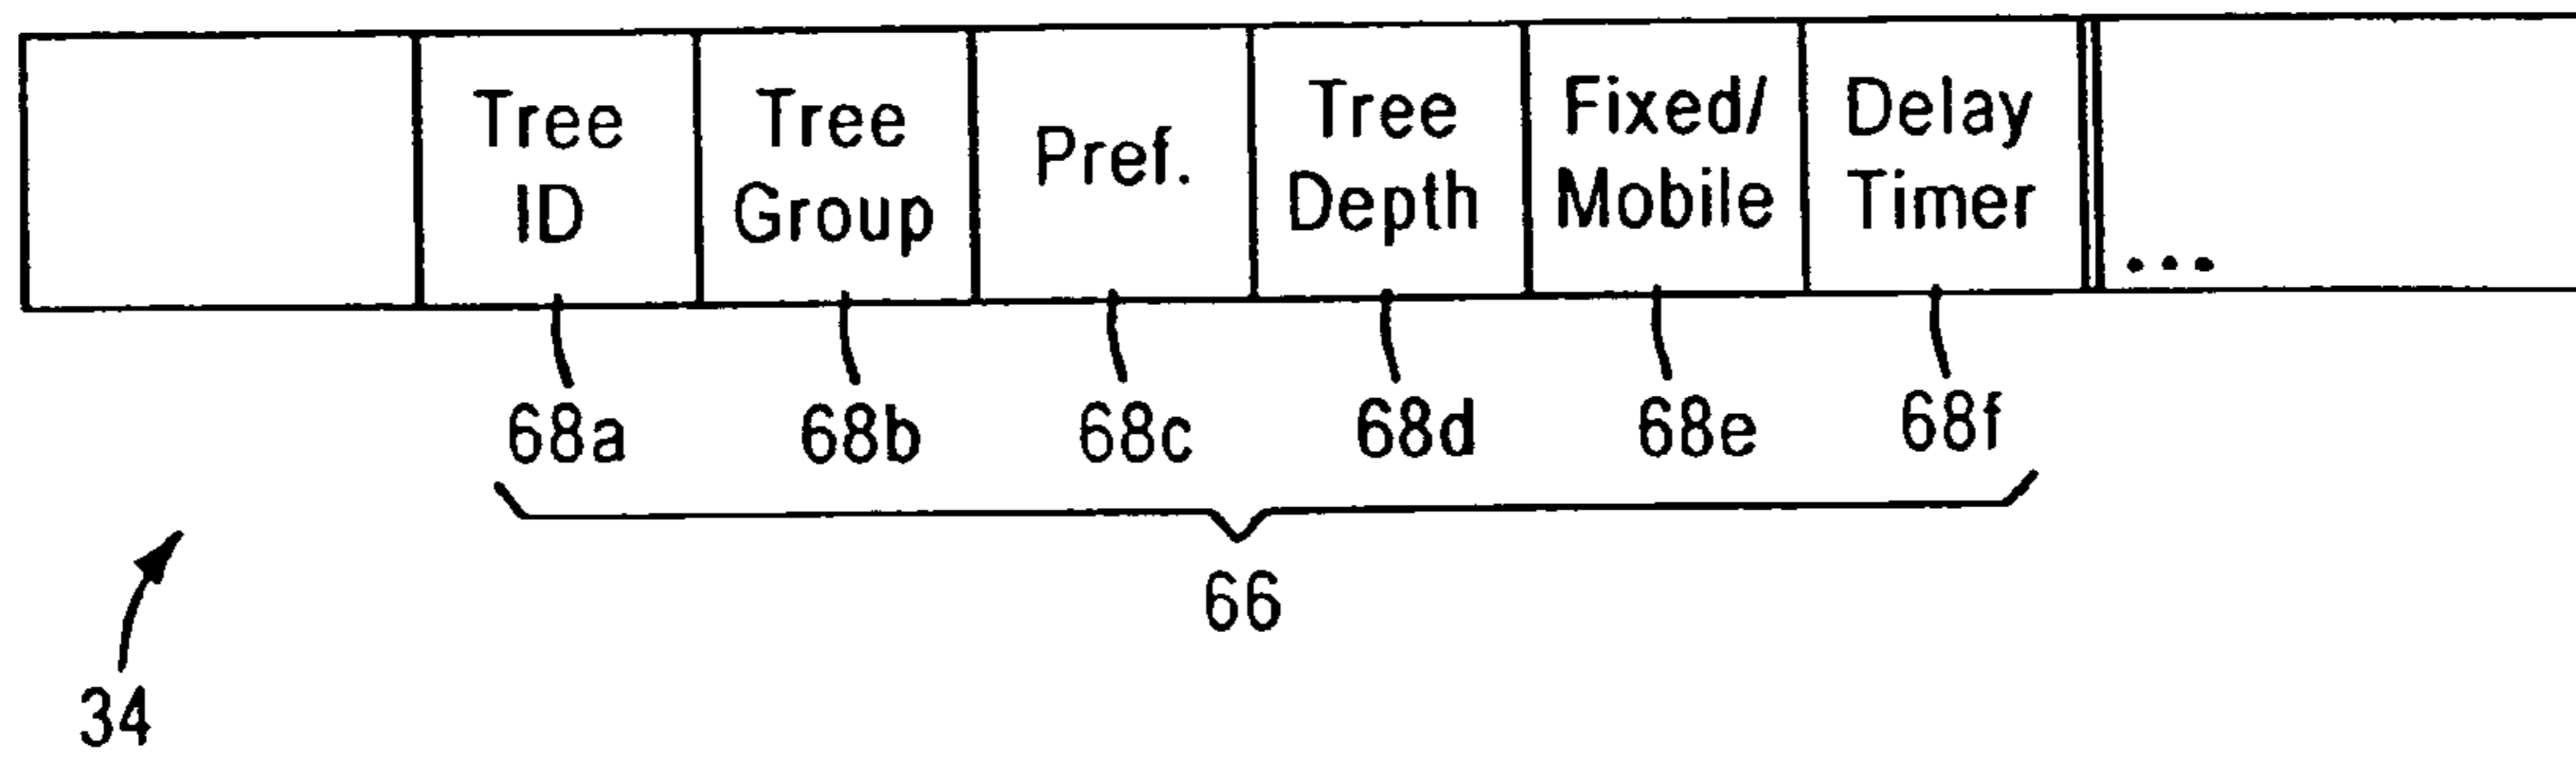 Tree ID
Tree Group
Pref.
Tree Depth
Fixed/ Mobile
Delay Timer
...
68a 68b 68c 68d 68e 68f
66
34